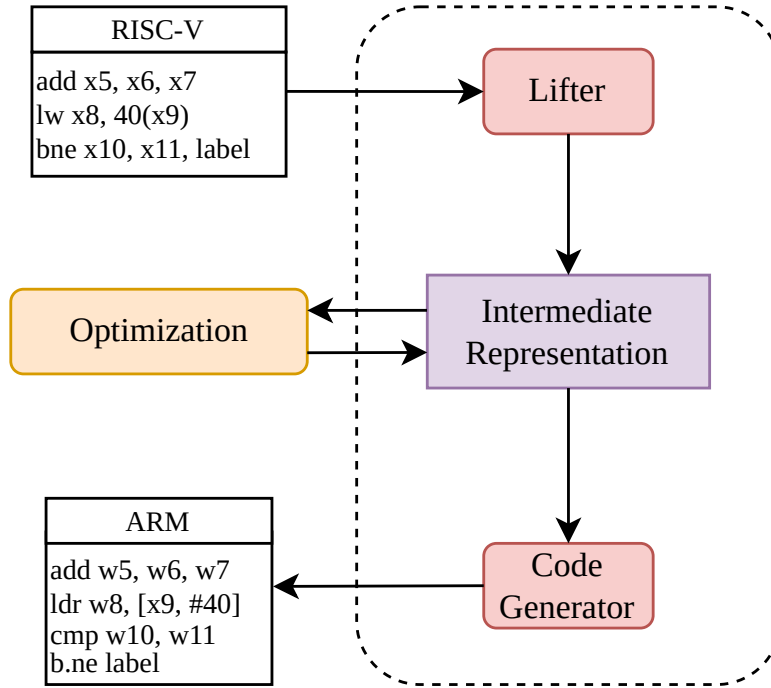 RISC-V
add x5, x6, x7
lw x8, 40(x9)
bne x10, x11, label
Lifter
Optimization
Intermediate
Representation
ARM
add w5, w6, w7
ldr w8, [x9, #40]
cmp w10, w11
b.ne label
Code
Generator